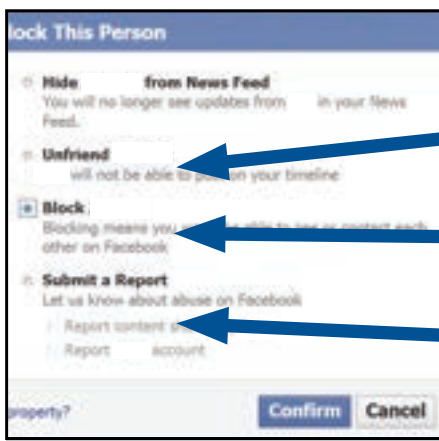 lock This Person
Hide from News Feed
You will no longer see updates from in your News
Feed.
Unfriend
will not be able to on your timeline
Block
Blocking means you to see or contact each
other on Facebook
Submit a Report
Let us know about abuse on Facebook
Report content
Report account
property?
Confirm Cancel